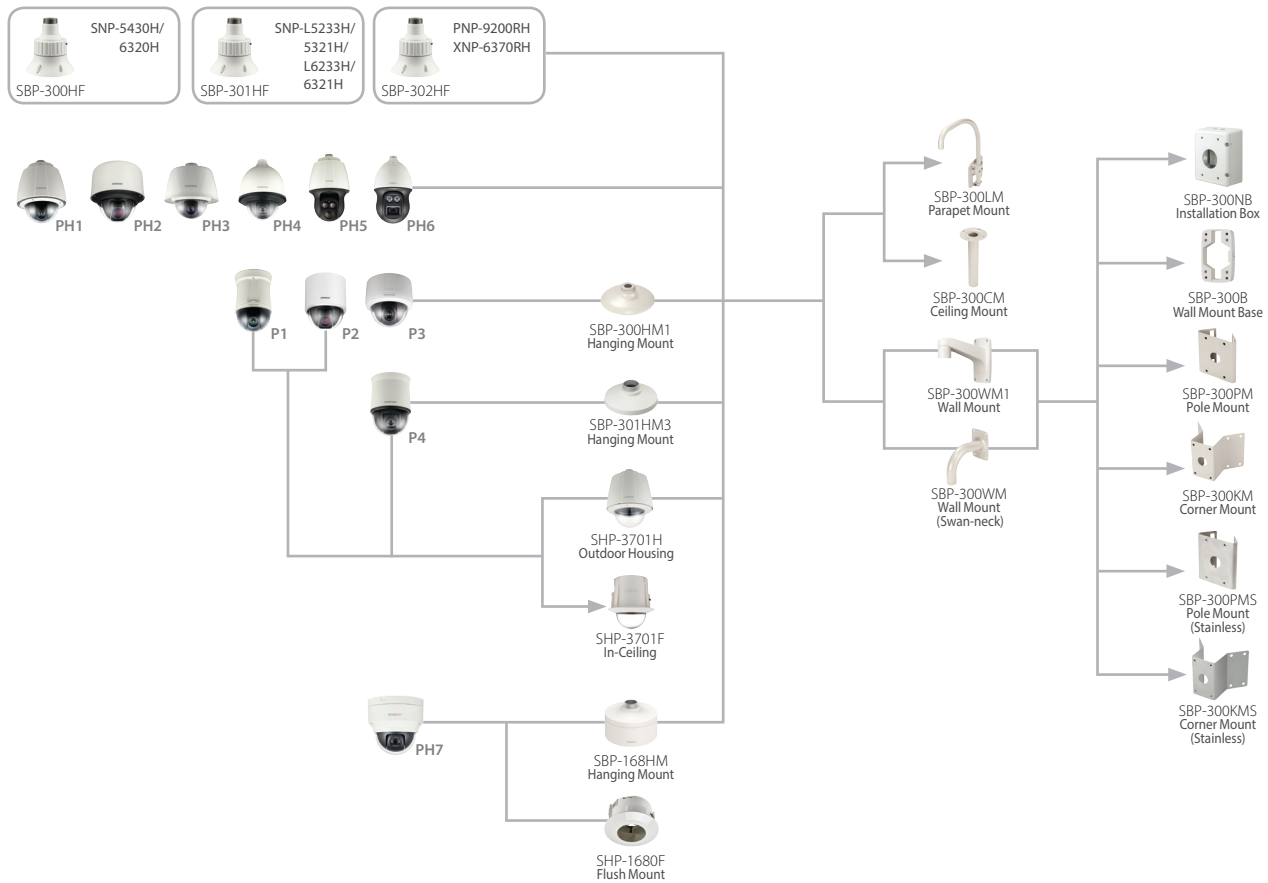 SNP-5430H/
6320H
SBP-300HF
SNP-L5233H/
5321H/
L6233H/
6321H
SBP-301HF
PNP-9200RH
XNP-6370RH
SBP-302HF
PH1
PH2
PH3
PH4
PH5
PH6
P1
P2
P3
SBP-300HM1
Hanging Mount
P4
SBP-301HM3
Hanging Mount
SHP-3701H
Outdoor Housing
SHP-3701F
In-Ceiling
PH7
SBP-168HM
Hanging Mount
SHP-1680F
Flush Mount
SBP-300LM
Parapet Mount
SBP-300CM
Ceiling Mount
SBP-300WM1
Wall Mount
SBP-300WM
Wall Mount
(Swan-neck)
SBP-300NB
Installation Box
SBP-300B
Wall Mount Base
SBP-300PM
Pole Mount
SBP-300KM
Corner Mount
SBP-300PMS
Pole Mount
(Stainless)
SBP-300KMS
Corner Mount
(Stainless)